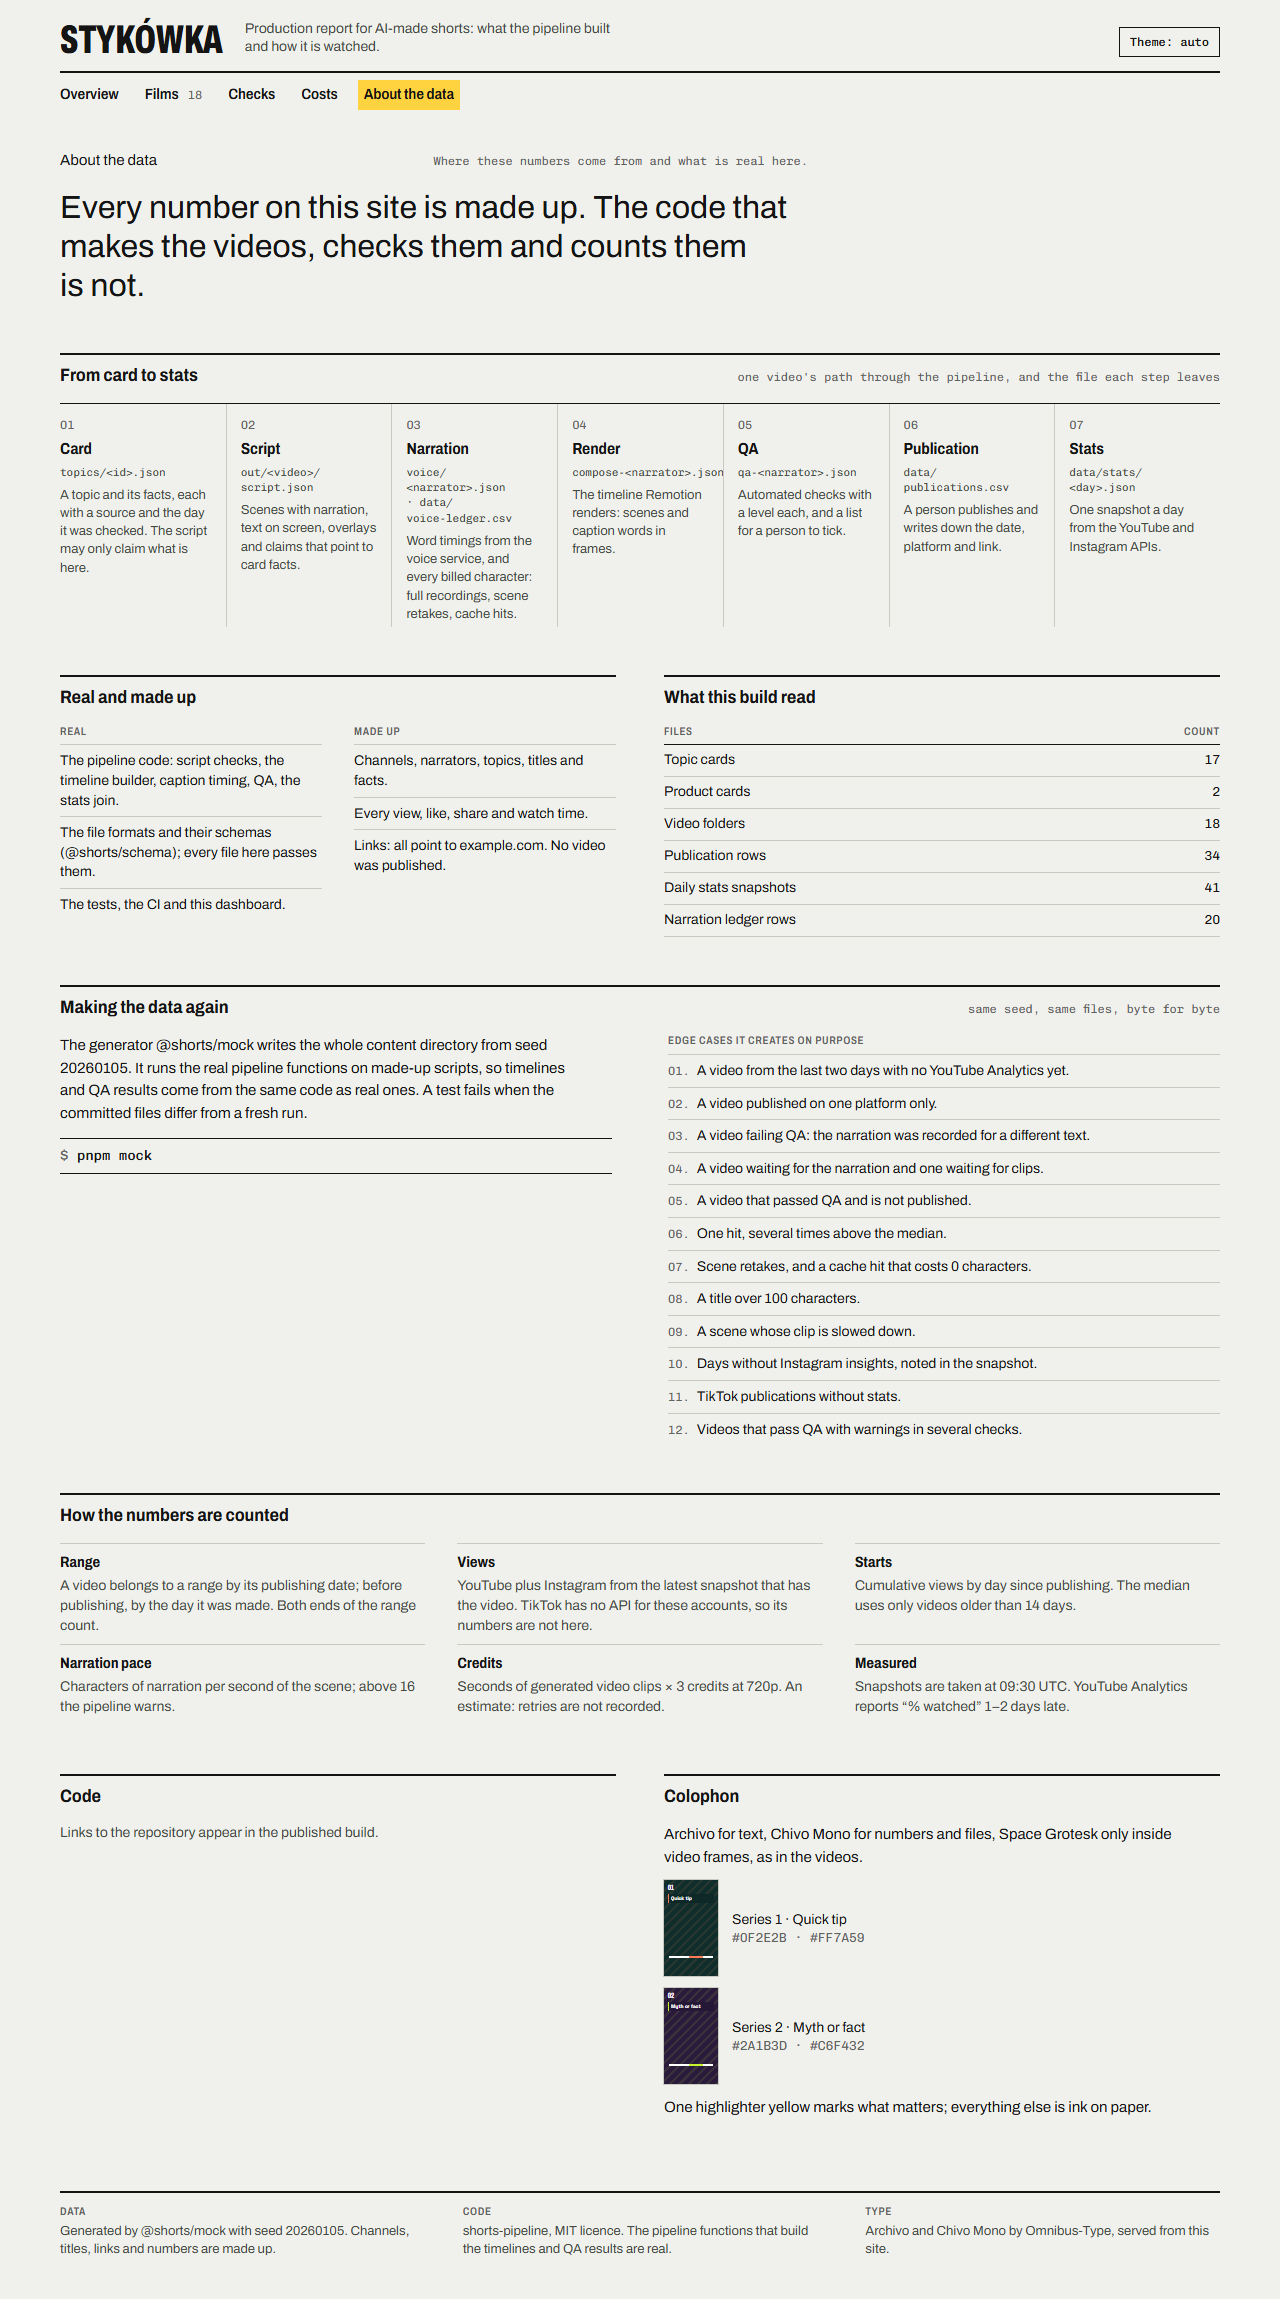 STYKÓWKA
Production report for AI-made shorts: what the pipeline built
and how it is watched.
Theme: auto
Overview
Films 18
Checks
Costs
About the data
About the data
Where these numbers come from and what is real here.
Every number on this site is made up. The code that
makes the videos, checks them and counts them
is not.
From card to stats
one video's path through the pipeline, and the file each step leaves
01
Card
topics/<id>.json
A topic and its facts, each
with a source and the day
it was checked. The script
may only claim what is
here.
02
Script
out/<video>/
script.json
Scenes with narration,
text on screen, overlays
and claims that point to
card facts.
03
Narration
voice/
<narrator>.json
· data/
voice-ledger.csv
Word timings from the
voice service, and
every billed character:
full recordings, scene
retakes, cache hits.
04
Render
compose-<narrator>.json
The timeline Remotion
renders: scenes and
caption words in
frames.
05
QA
qa-<narrator>.json
Automated checks with
a level each, and a list
for a person to tick.
06
Publication
data/
publications.csv
A person publishes and
writes down the date,
platform and link.
07
Stats
data/stats/
<day>.json
One snapshot a day
from the YouTube and
Instagram APIs.
Real and made up
REAL
The pipeline code: script checks, the
timeline builder, caption timing, QA, the
stats join.
The file formats and their schemas
(@shorts/schema); every file here passes
them.
The tests, the CI and this dashboard.
MADE UP
Channels, narrators, topics, titles and
facts.
Every view, like, share and watch time.
Links: all point to example.com. No video
was published.
What this build read
FILES COUNT
Topic cards 17
Product cards 2
Video folders 18
Publication rows 34
Daily stats snapshots 41
Narration ledger rows 20
Making the data again
same seed, same files, byte for byte
The generator @shorts/mock writes the whole content directory from seed
20260105. It runs the real pipeline functions on made-up scripts, so timelines
and QA results come from the same code as real ones. A test fails when the
committed files differ from a fresh run.
$ pnpm mock
EDGE CASES IT CREATES ON PURPOSE
01. A video from the last two days with no YouTube Analytics yet.
02. A video published on one platform only.
03. A video failing QA: the narration was recorded for a different text.
04. A video waiting for the narration and one waiting for clips.
05. A video that passed QA and is not published.
06. One hit, several times above the median.
07. Scene retakes, and a cache hit that costs 0 characters.
08. A title over 100 characters.
09. A scene whose clip is slowed down.
10. Days without Instagram insights, noted in the snapshot.
11. TikTok publications without stats.
12. Videos that pass QA with warnings in several checks.
How the numbers are counted
Range
A video belongs to a range by its publishing date; before
publishing, by the day it was made. Both ends of the range
count.
Views
YouTube plus Instagram from the latest snapshot that has
the video. TikTok has no API for these accounts, so its
numbers are not here.
Starts
Cumulative views by day since publishing. The median
uses only videos older than 14 days.
Narration pace
Characters of narration per second of the scene; above 16
the pipeline warns.
Credits
Seconds of generated video clips × 3 credits at 720p. An
estimate: retries are not recorded.
Measured
Snapshots are taken at 09:30 UTC. YouTube Analytics
reports “% watched” 1–2 days late.
Code
Links to the repository appear in the published build.
Colophon
Archivo for text, Chivo Mono for numbers and files, Space Grotesk only inside
video frames, as in the videos.
01
Quick tip
Series 1 · Quick tip
#0F2E2B · #FF7A59
02
Myth or fact
Series 2 · Myth or fact
#2A1B3D · #C6F432
One highlighter yellow marks what matters; everything else is ink on paper.
DATA
Generated by @shorts/mock with seed 20260105. Channels,
titles, links and numbers are made up.
CODE
shorts-pipeline, MIT licence. The pipeline functions that build
the timelines and QA results are real.
TYPE
Archivo and Chivo Mono by Omnibus-Type, served from this
site.